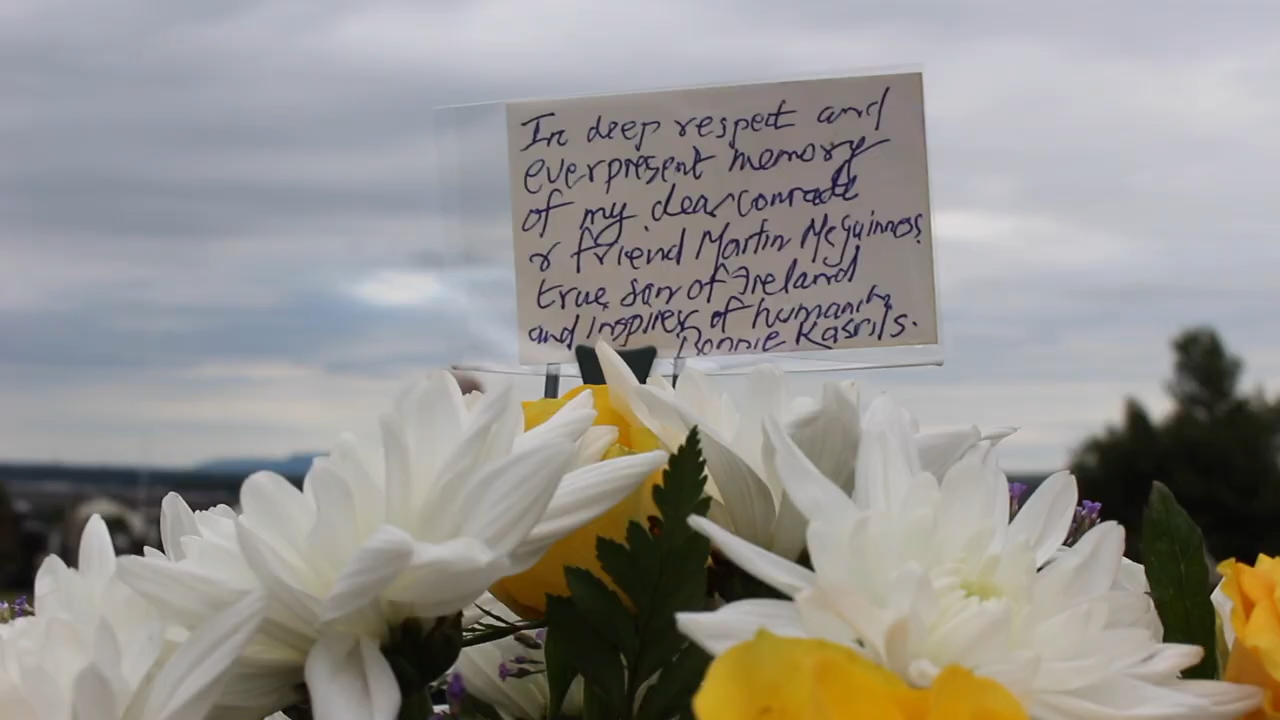 In deep respect and
everpresent memory
of my dear comrade
& friend Martin McGuinness
true son of Ireland
and inspirer of humanity
Ronnie Kasrils.